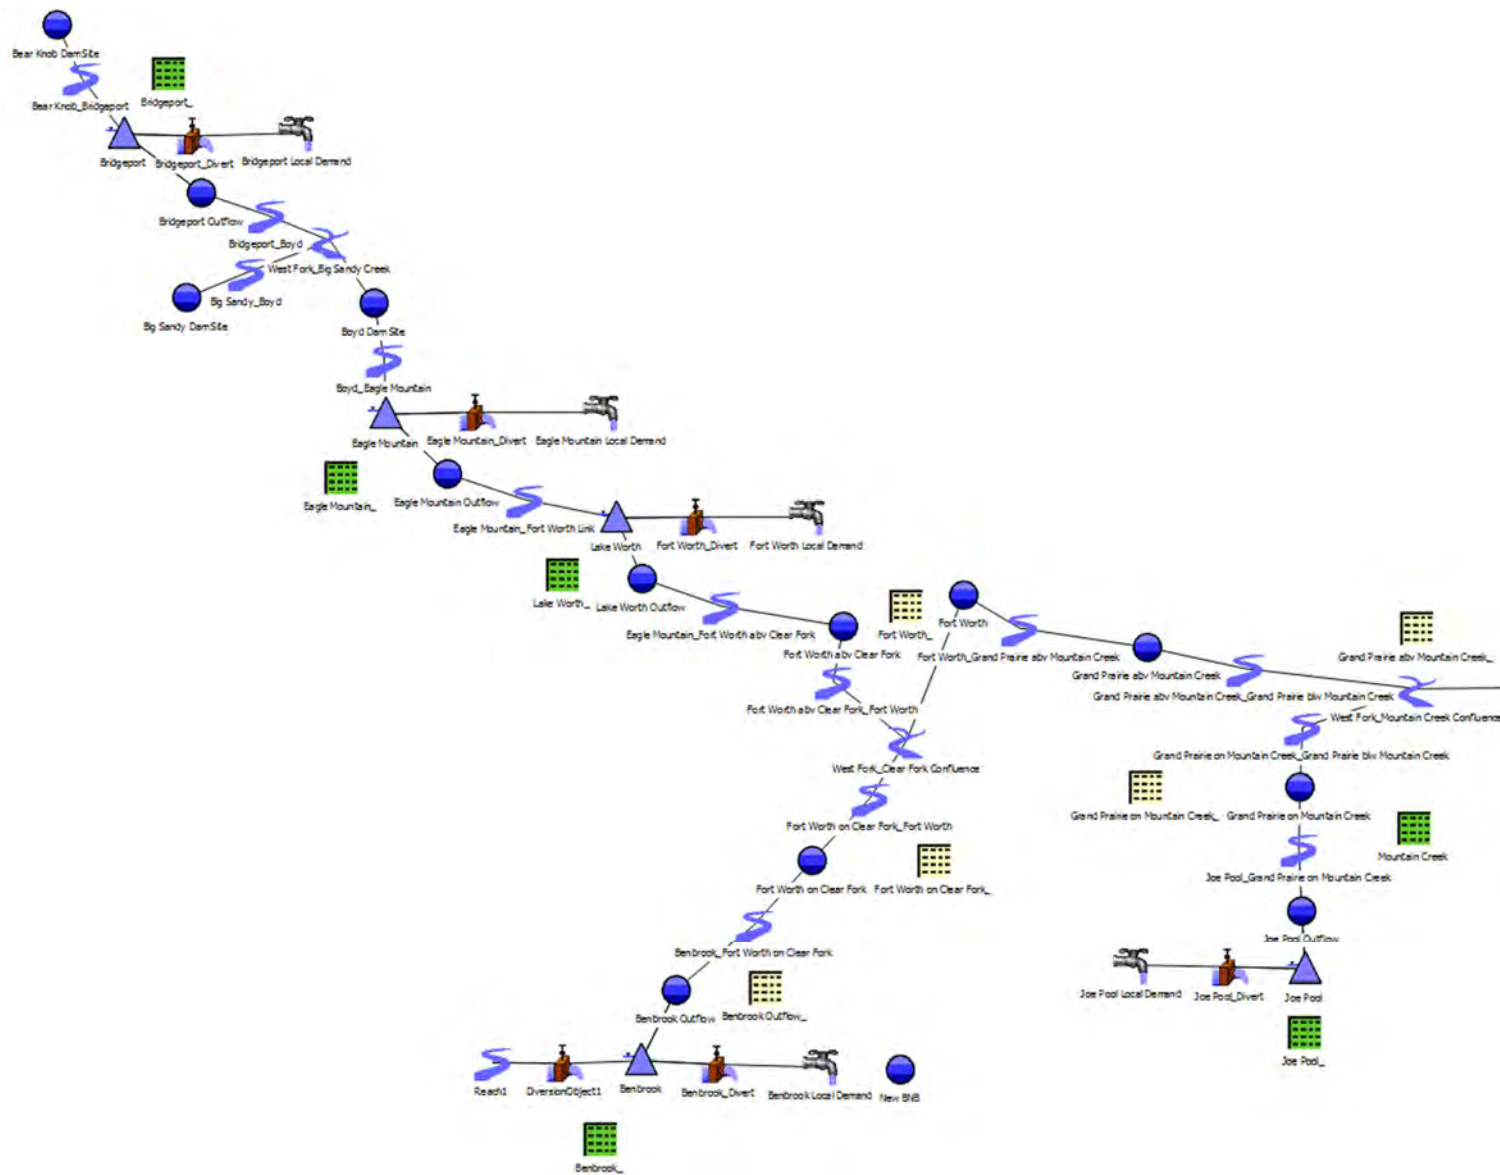 Bear Knob DamSite
Bear Knob_Bridgeport
Bridgeport_
Bridgeport
Bridgeport_Divert
Bridgeport Local Demand
Bridgeport Outflow
Bridgeport_Boyd
West Fork_Big Sandy Creek
Big Sandy_Boyd
Big Sandy DamSite
Boyd Dam Site
Boyd_Eagle Mountain
Eagle Mountain
Eagle Mountain_Divert
Eagle Mountain Local Demand
Eagle Mountain_
Eagle Mountain Outflow
Eagle Mountain_Fort Worth Link
Lake Worth
Fort Worth_Divert
Fort Worth Local Demand
Lake Worth_
Lake Worth Outflow
Eagle Mountain_Fort Worth abv Clear Fork
Fort Worth abv Clear Fork
Fort Worth_
Fort Worth
Fort Worth_Grand Prairie abv Mountain Creek
Grand Prairie abv Mountain Creek_
Grand Prairie abv Mountain Creek
Grand Prairie abv Mountain Creek_Grand Prairie blw Mountain Creek
Fort Worth abv Clear Fork_Fort Worth
West Fork_Mountain Creek Confluence
West Fork_Clear Fork Confluence
Grand Prairie on Mountain Creek_Grand Prairie blw Mountain Creek
Grand Prairie on Mountain Creek_
Grand Prairie on Mountain Creek
Fort Worth on Clear Fork_Fort Worth
Mountain Creek
Joe Pool_Grand Prairie on Mountain Creek
Fort Worth on Clear Fork
Fort Worth on Clear Fork_
Joe Pool Outflow
Benbrook_Fort Worth on Clear Fork
Joe Pool Local Demand
Joe Pool_Divert
Joe Pool
Benbrook Outflow
Benbrook Outflow_
Joe Pool_
Reach1
DiversionObject1
Benbrook
Benbrook_Divert
Benbrook Local Demand
New BNB
Benbrook_